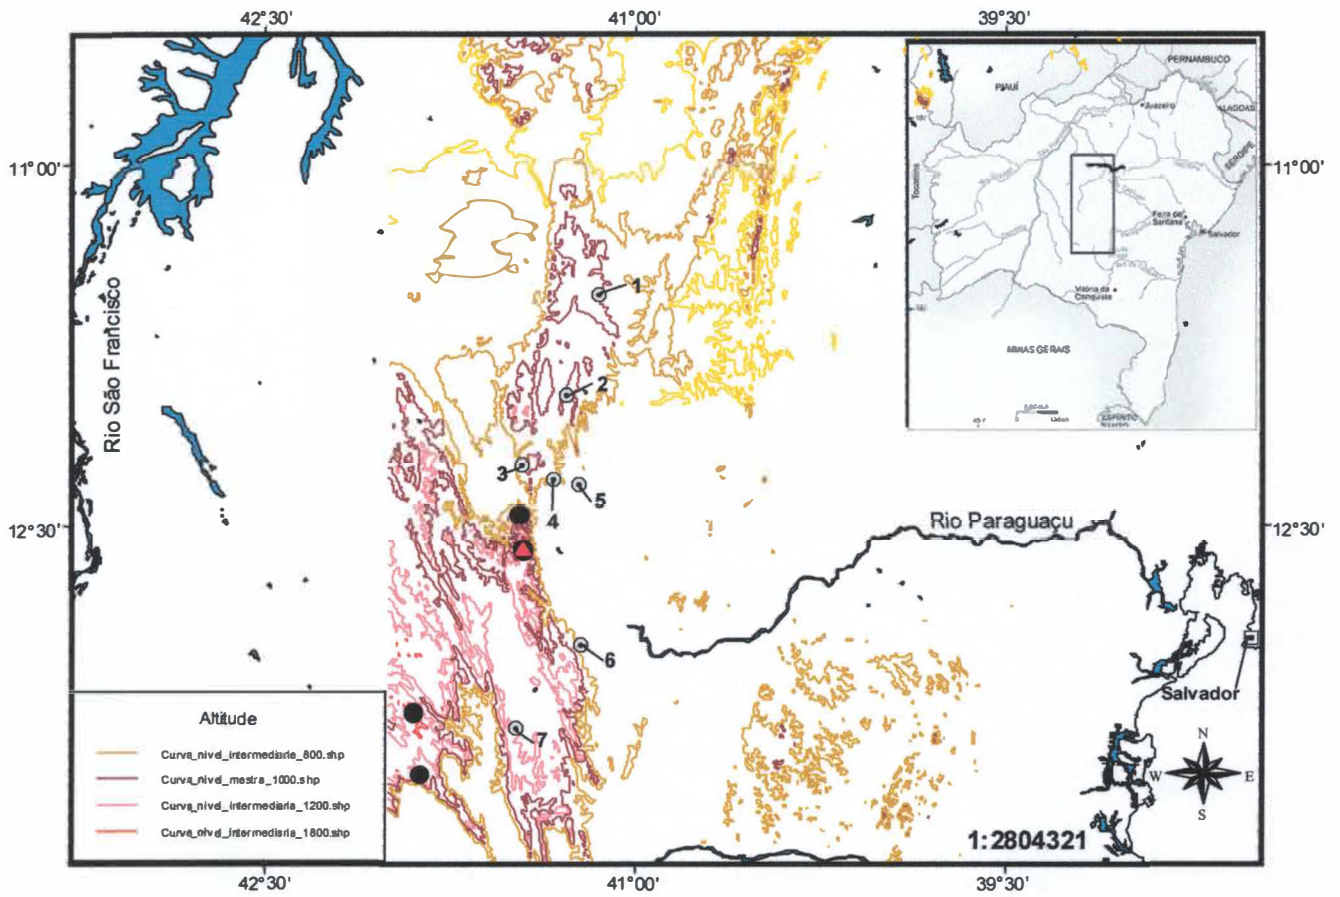 42°30'
41°00'
39°30'
11°00'
11°00'
Rio São Francisco
PERNAMBUCO
PIAUÍ
Juazeiro
ALAGOAS
SERGIPE
Tocantins
Feira de
Santana
Salvador
Vitória da
Conquista
MINAS GERAIS
ESPÍRITO
1
2
3
4
5
12°30'
12°30'
Rio Paraguaçu
6
7
Salvador
N
W
E
S
Altitude
Curva_nivel_intermediaria_800.shp
Curva_nivel_mestra_1000.shp
Curva_nivel_intermediaria_1200.shp
Curva_nivel_intermediaria_1800.shp
1:2804321
42°30'
41°00'
39°30'